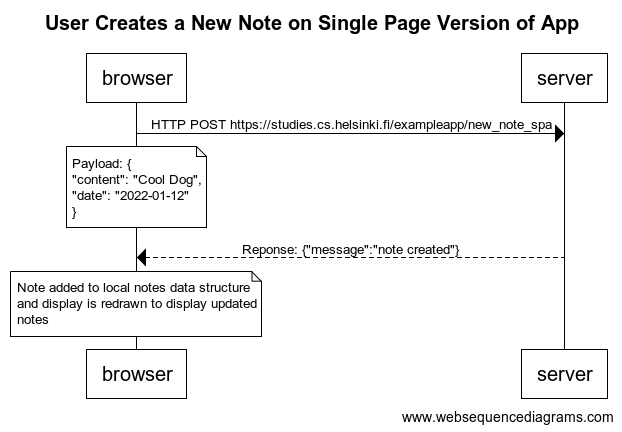 User Creates a New Note on Single Page Version of App
browser
server
HTTP POST https://studies.cs.helsinki.fi/exampleapp/new_note_spa
Payload: {
"content": "Cool Dog",
"date": "2022-01-12"
}
Reponse: {"message":"note created"}
Note added to local notes data structure
and display is redrawn to display updated
notes
browser
server
www.websequencediagrams.com